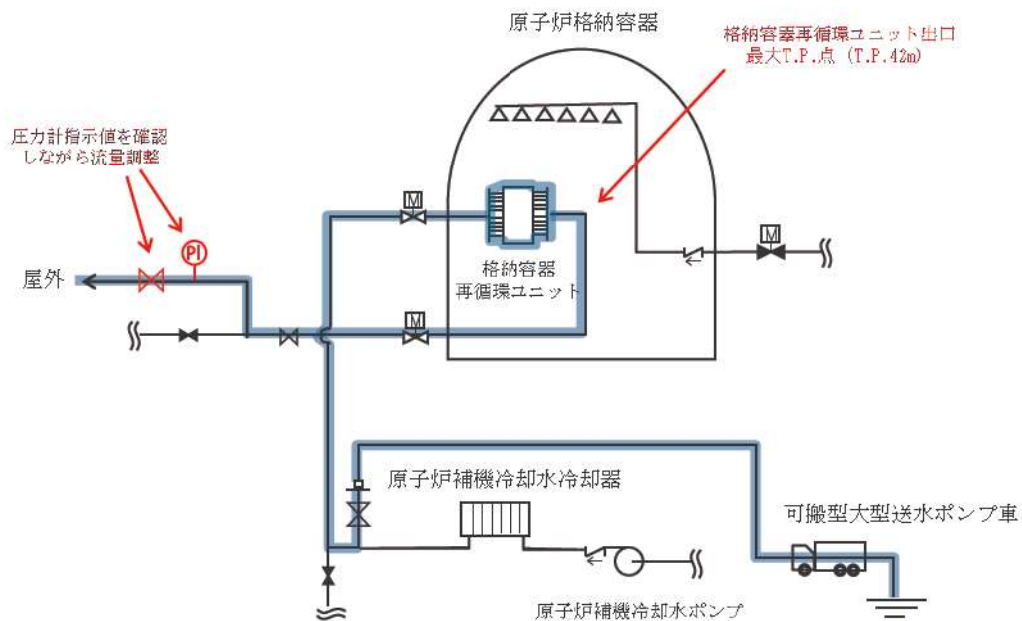 原子炉格納容器
格納容器再循環ユニット出口
最大T.P.点 (T.P.42m)
圧力計指示値を確認
しながら流量調整
M
PI
M
屋外
格納容器
再循環ユニット
M
原子炉補機冷却水冷却器
可搬型大型送水ポンプ車
原子炉補機冷却水ポンプ